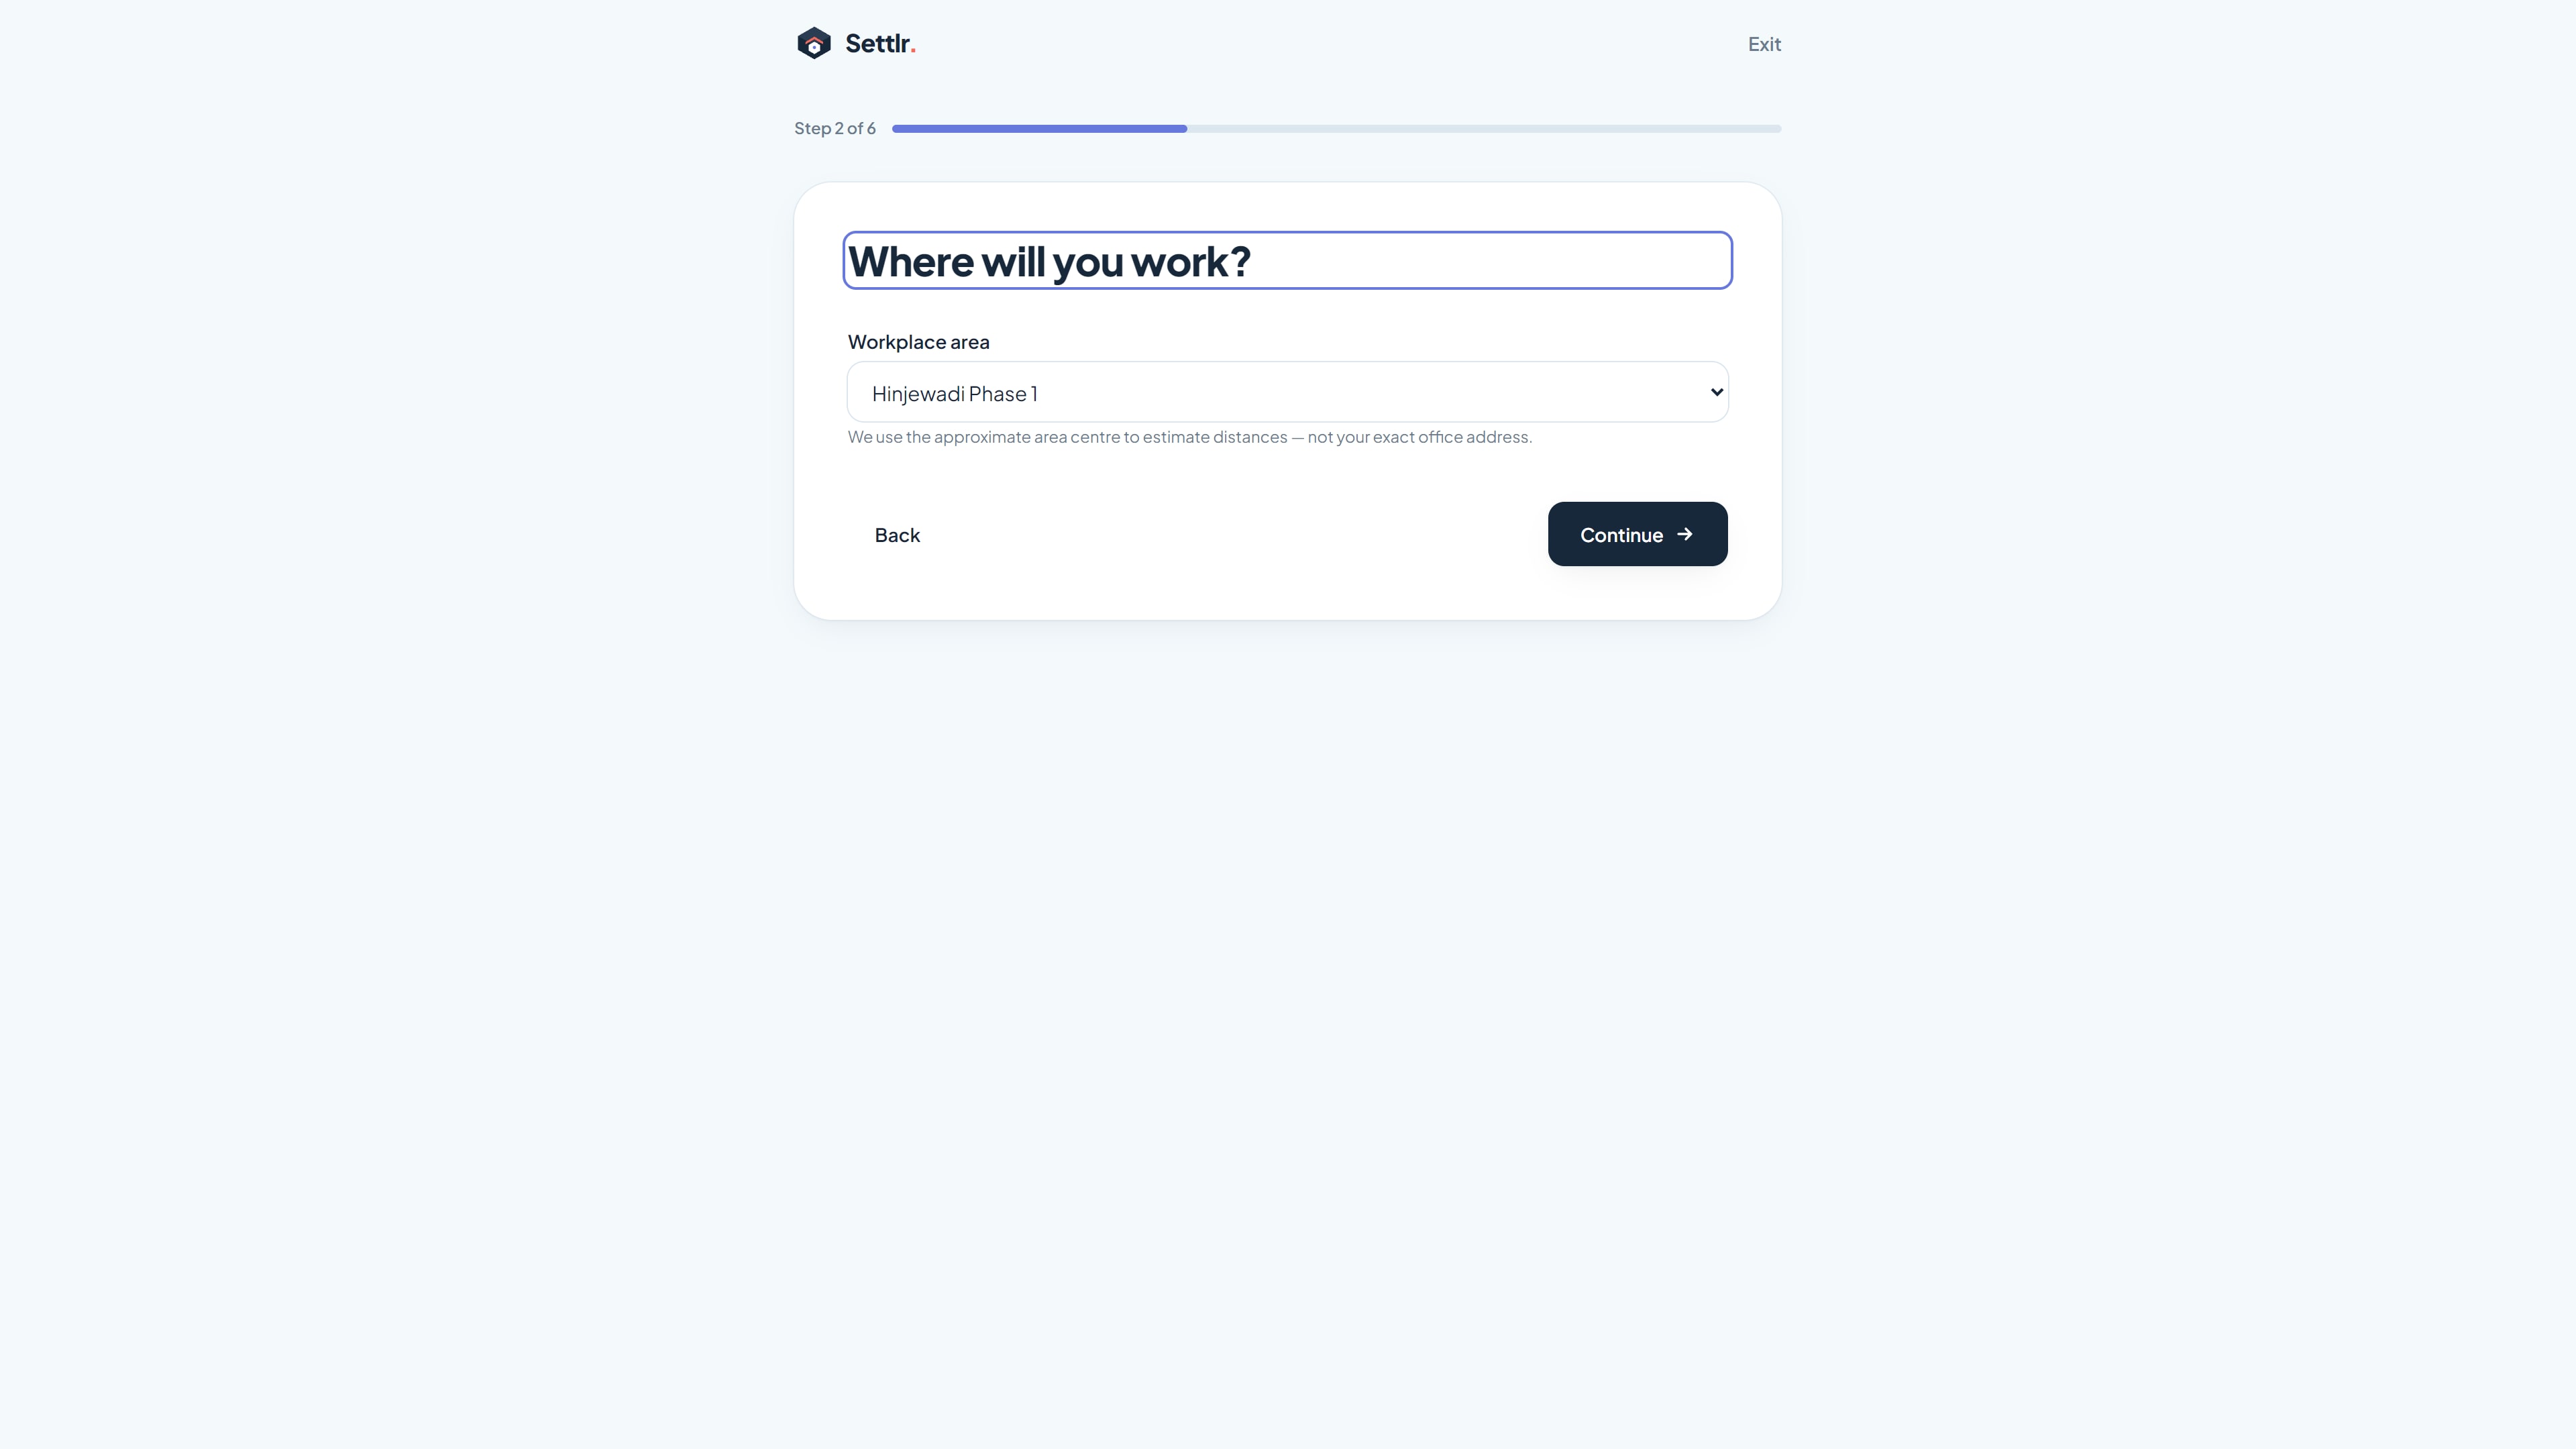 Settlr.
Exit
Step 2 of 6
Where will you work?
Workplace area
Hinjewadi Phase 1
We use the approximate area centre to estimate distances — not your exact office address.
Back
Continue →